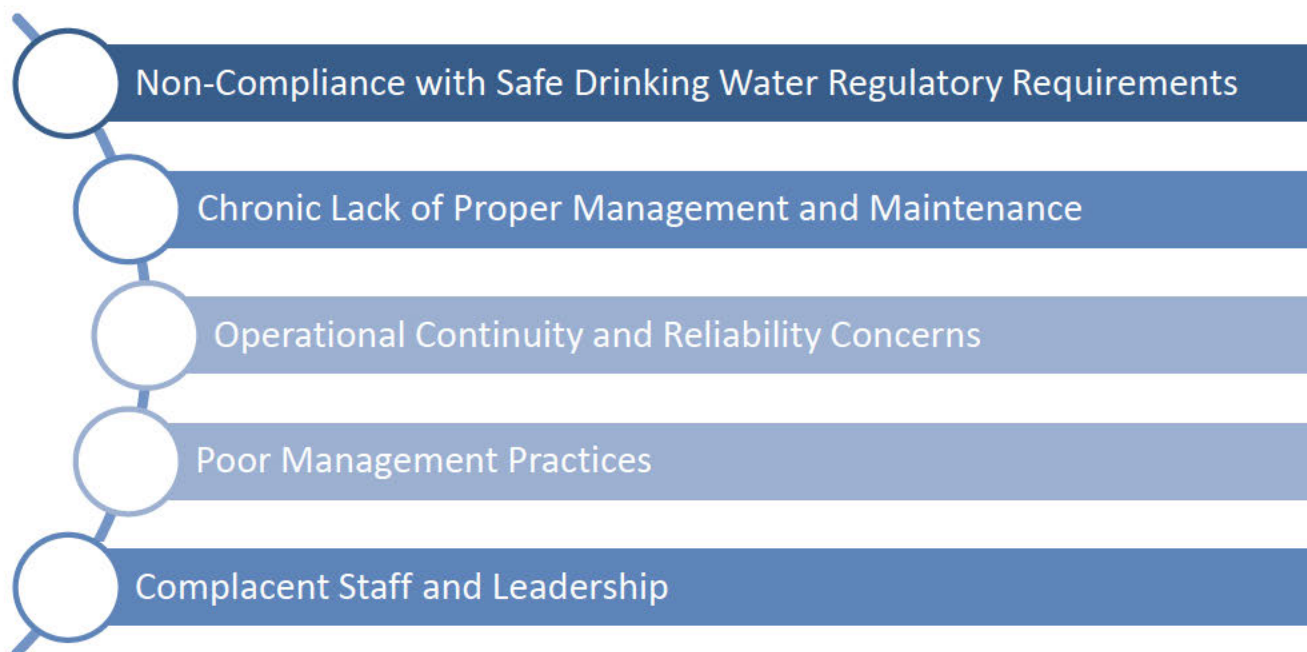 Non-Compliance with Safe Drinking Water Regulatory Requirements
Chronic Lack of Proper Management and Maintenance
Operational Continuity and Reliability Concerns
Poor Management Practices
Complacent Staff and Leadership